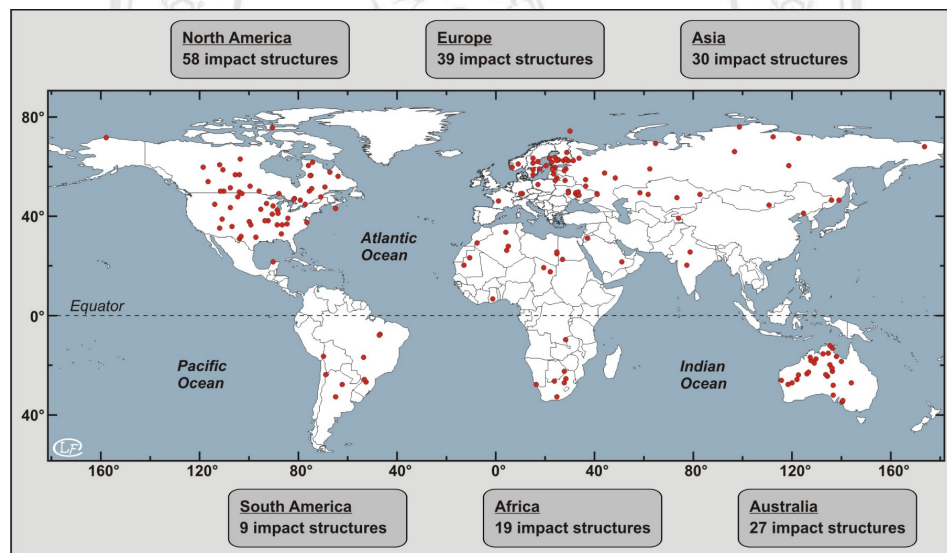 North America
58 impact structures
Europe
39 impact structures
Asia
30 impact structures
80°
40°
0°
40°
Atlantic
Ocean
Equator
Pacific
Ocean
Indian
Ocean
LF
160° 120° 80° 40° 0° 40° 80° 120° 160°
South America
9 impact structures
Africa
19 impact structures
Australia
27 impact structures